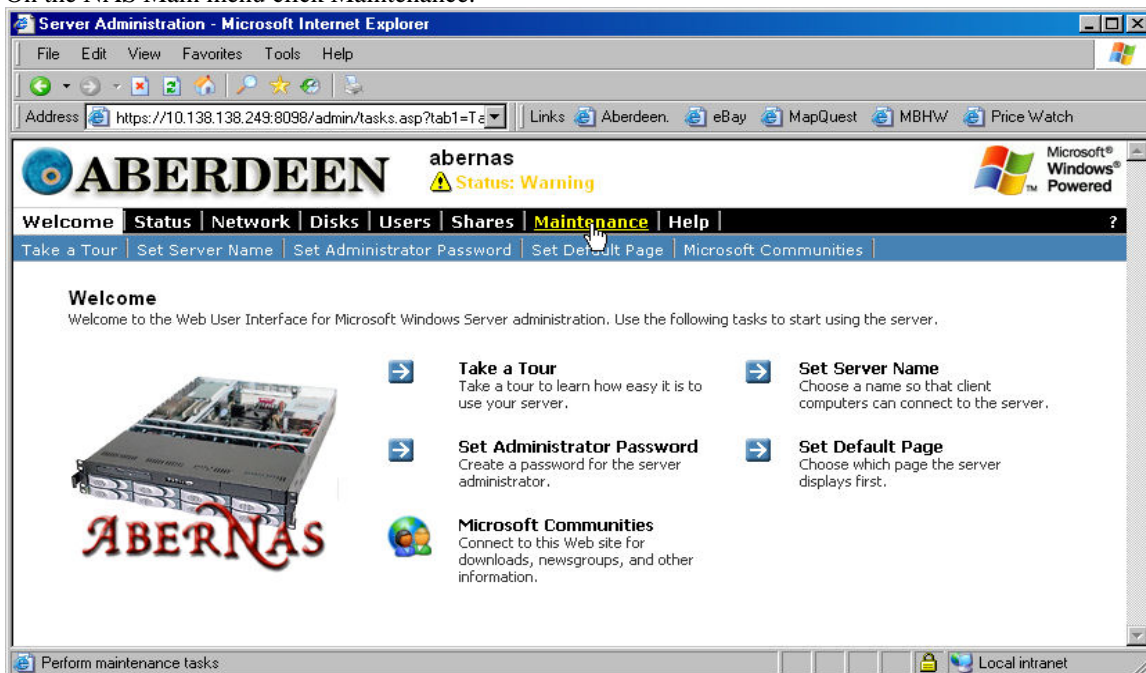 On the NAS Main menu click Maintenance.
Server Administration - Microsoft Internet Explorer
File Edit View Favorites Tools Help
Address https://10.138.138.249:8098/admin/tasks.asp?tab1=Ta Links Aberdeen. eBay MapQuest MBHW Price Watch
ABERDEEN
abernas
Status: Warning
Microsoft®
Windows®
TM Powered
Welcome | Status | Network | Disks | Users | Shares | Maintenance | Help | ?
Take a Tour | Set Server Name | Set Administrator Password | Set Default Page | Microsoft Communities |
Welcome
Welcome to the Web User Interface for Microsoft Windows Server administration. Use the following tasks to start using the server.
Take a Tour
Take a tour to learn how easy it is to
use your server.
Set Server Name
Choose a name so that client
computers can connect to the server.
Set Administrator Password
Create a password for the server
administrator.
Set Default Page
Choose which page the server
displays first.
ABERNAS
Microsoft Communities
Connect to this Web site for
downloads, newsgroups, and other
information.
Perform maintenance tasks
Local intranet